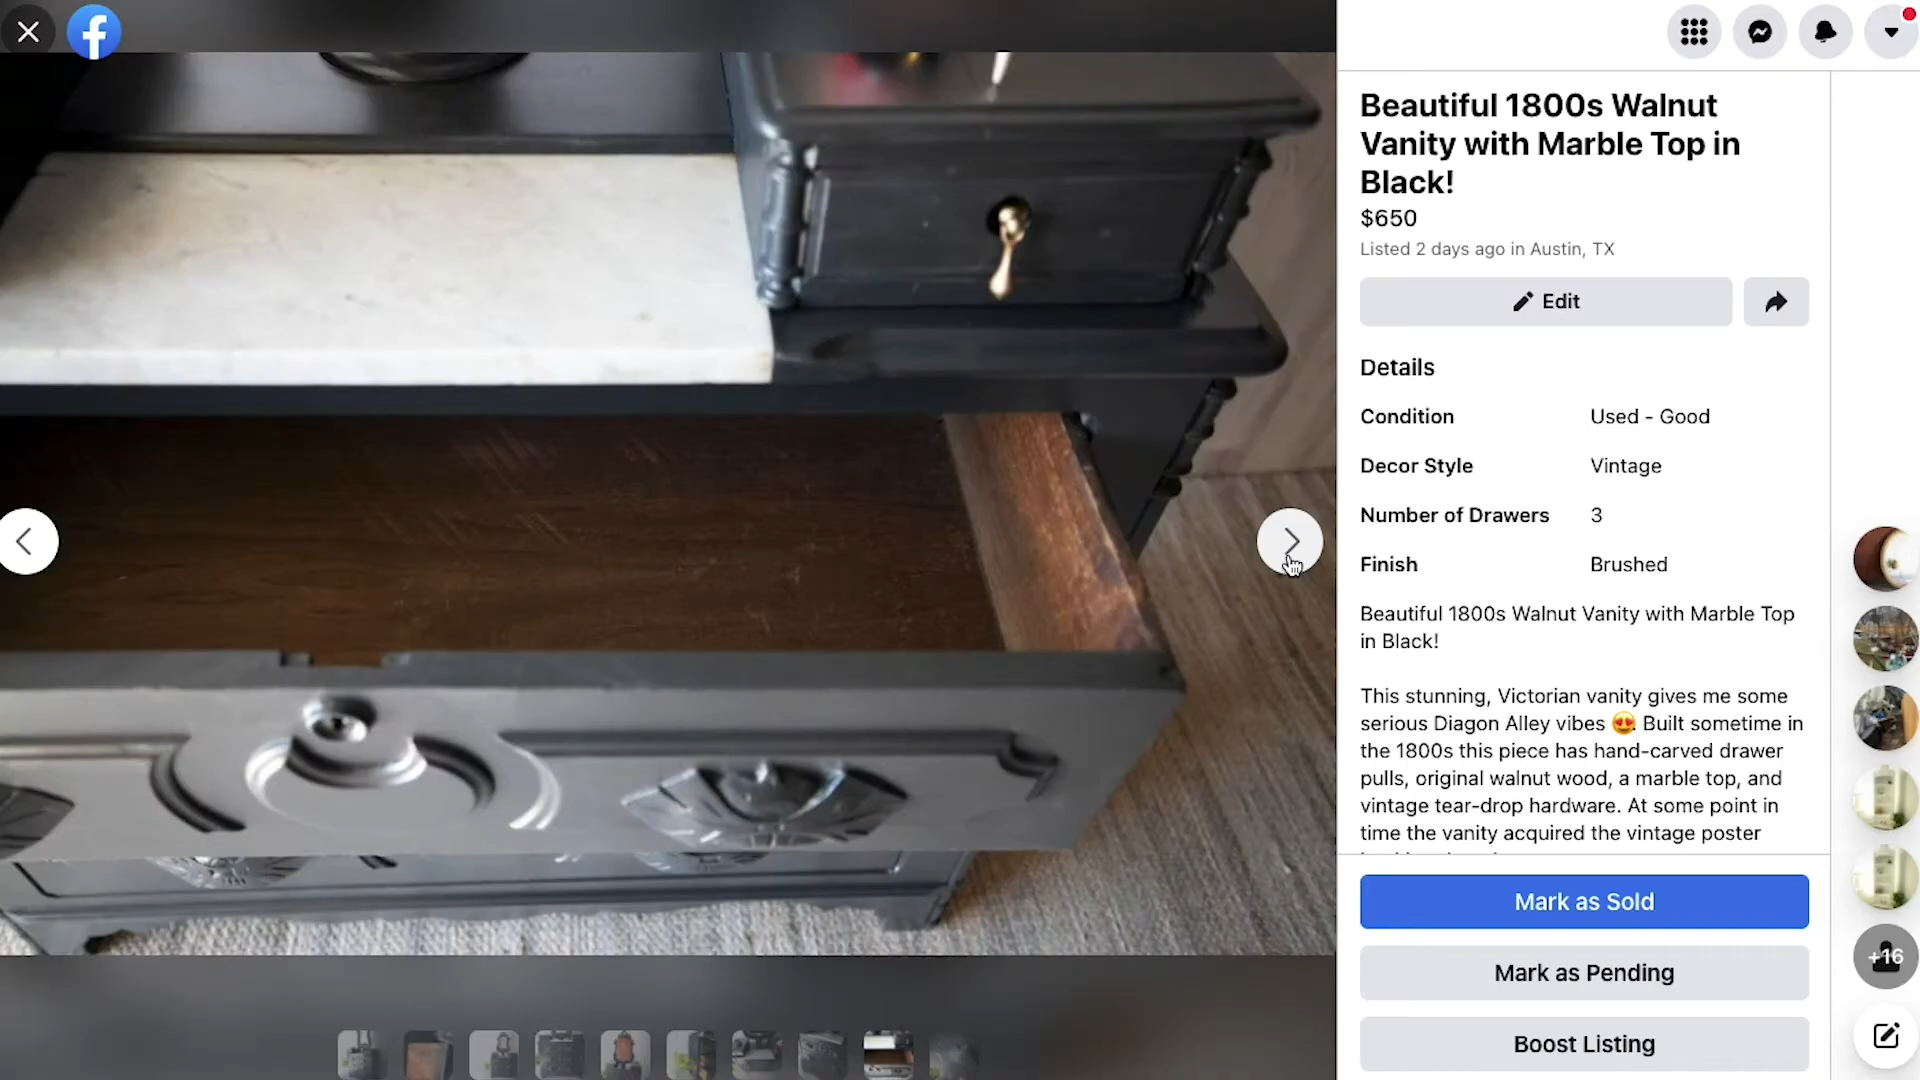 Beautiful 1800s Walnut
Vanity with Marble Top in
Black!
$650
Listed 2 days ago in Austin, TX
Edit
Details
Condition Used - Good
Decor Style Vintage
Number of Drawers 3
Finish Brushed
Beautiful 1800s Walnut Vanity with Marble Top
in Black!
This stunning, Victorian vanity gives me some
serious Diagon Alley vibes 😍. Built sometime in
the 1800s this piece has hand-carved drawer
pulls, original walnut wood, a marble top, and
vintage tear-drop hardware. At some point in
time the vanity acquired the vintage poster
Mark as Sold
+16
Mark as Pending
Boost Listing